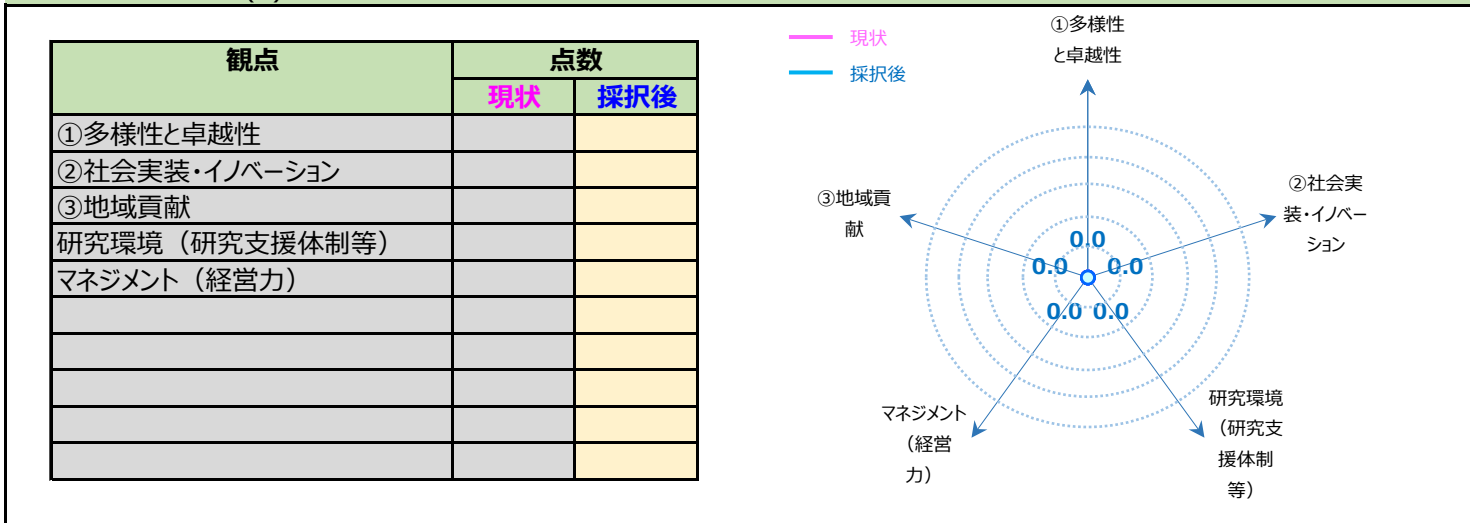 観点
点数
現状
採択後
①多様性と卓越性
②社会実装・イノベーション
③地域貢献
研究環境（研究支援体制等）
マネジメント（経営力）
現状
採択後
①多様性
と卓越性
②社会実
装・イノベー
ション
研究環境
（研究支
援体制
等）
マネジメント
（経営
力）
③地域貢
献
0.0
0.0
0.0
0.0
0.0